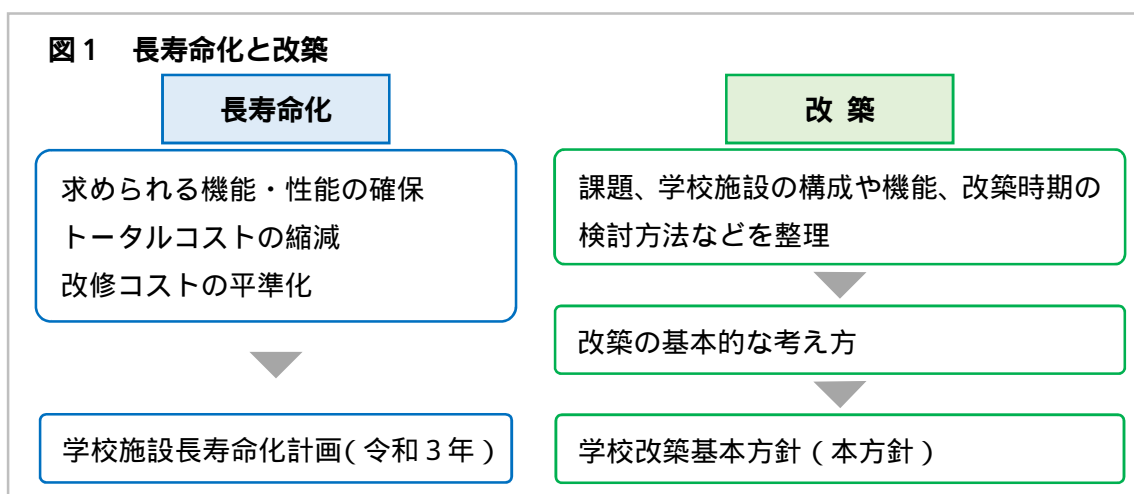 図1 長寿命化と改築
長寿命化
求められる機能・性能の確保
トータルコストの縮減
改修コストの平準化
学校施設長寿命化計画(令和3年)
改 築
課題、学校施設の構成や機能、改築時期の
検討方法などを整理
改築の基本的な考え方
学校改築基本方針(本方針)